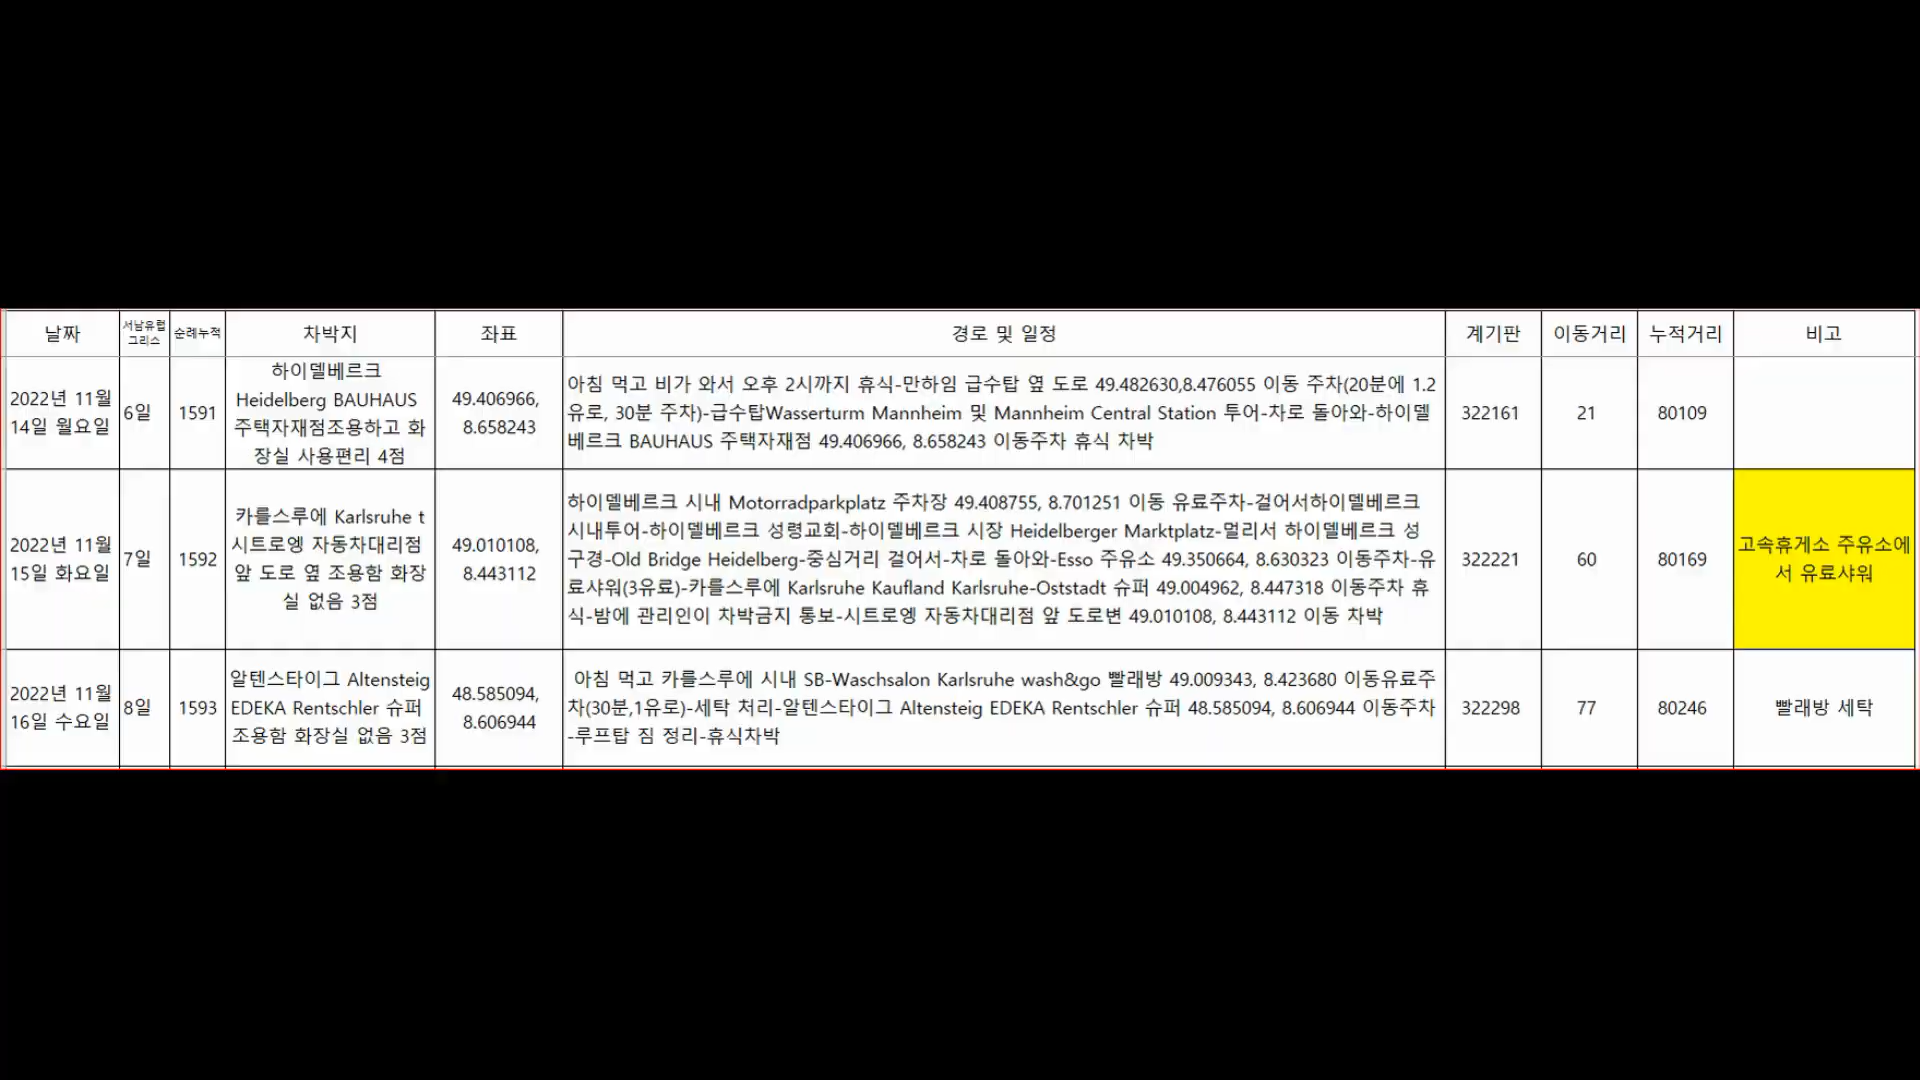 날짜
서남유럽
그리스
순례누적
차박지
좌표
경로 및 일정
계기판
이동거리
누적거리
비고
2022년 11월
14일 월요일
6일
1591
하이델베르크
Heidelberg BAUHAUS
주택자재점조용하고 화
장실 사용편리 4점
49.406966,
8.658243
아침 먹고 비가 와서 오후 2시까지 휴식-만하임 급수탑 옆 도로 49.482630,8.476055 이동 주차(20분에 1.2
유로, 30분 주차)-급수탑Wasserturm Mannheim 및 Mannheim Central Station 투어-차로 돌아와-하이델
베르크 BAUHAUS 주택자재점 49.406966, 8.658243 이동주차 휴식 차박
322161
21
80109
2022년 11월
15일 화요일
7일
1592
카를스루에 Karlsruhe t
시트로엥 자동차대리점
앞 도로 옆 조용함 화장
실 없음 3점
49.010108,
8.443112
하이델베르크 시내 Motorradparkplatz 주차장 49.408755, 8.701251 이동 유료주차-걸어서하이델베르크
시내투어-하이델베르크 성령교회-하이델베르크 시장 Heidelberger Marktplatz-멀리서 하이델베르크 성
구경-Old Bridge Heidelberg-중심거리 걸어서-차로 돌아와-Esso 주유소 49.350664, 8.630323 이동주차-유
료샤워(3유료)-카를스루에 Karlsruhe Kaufland Karlsruhe-Oststadt 슈퍼 49.004962, 8.447318 이동주차 휴
식-밤에 관리인이 차박금지 통보-시트로엥 자동차대리점 앞 도로변 49.010108, 8.443112 이동 차박
322221
60
80169
고속휴게소 주유소에
서 유료샤워
2022년 11월
16일 수요일
8일
1593
알텐스타이그 Altensteig
EDEKA Rentschler 슈퍼
조용함 화장실 없음 3점
48.585094,
8.606944
아침 먹고 카를스루에 시내 SB-Waschsalon Karlsruhe wash&go 빨래방 49.009343, 8.423680 이동유료주
차(30분,1유로)-세탁 처리-알텐스타이그 Altensteig EDEKA Rentschler 슈퍼 48.585094, 8.606944 이동주차
-루프탑 짐 정리-휴식차박
322298
77
80246
빨래방 세탁